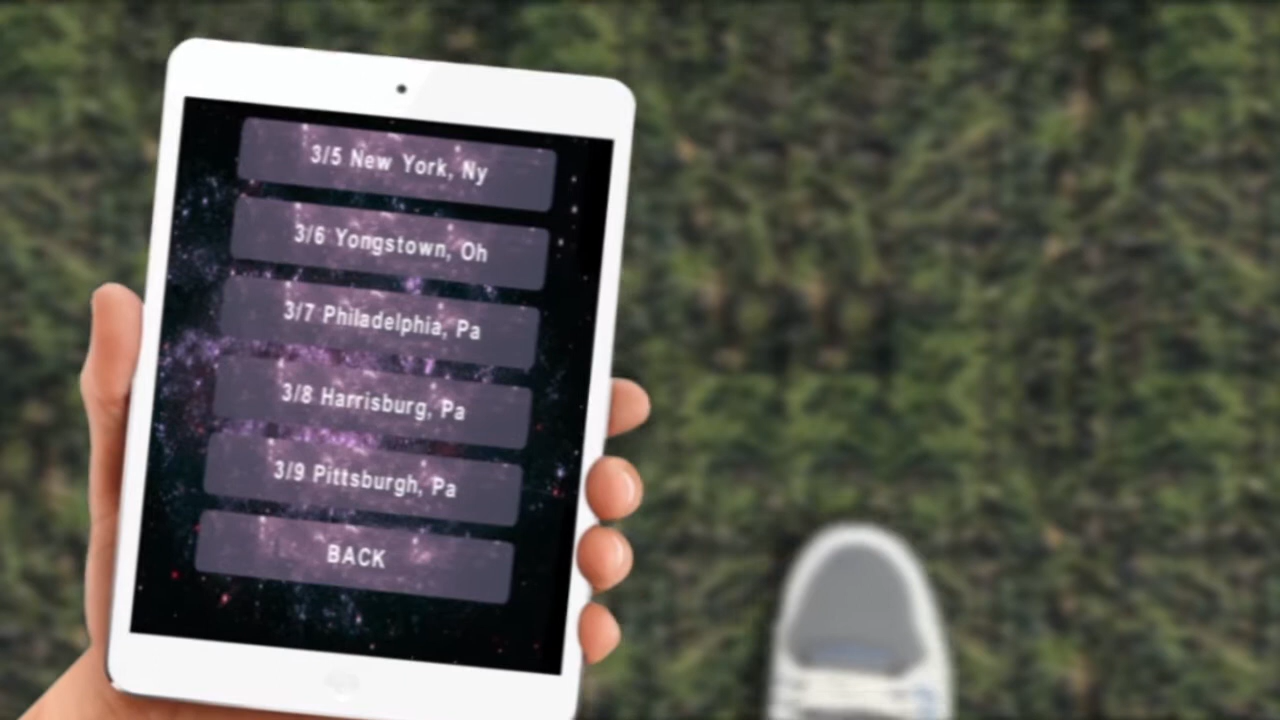 3/5 New York, Ny
3/6 Yongstown, Oh
3/7 Philadelphia, Pa
3/8 Harrisburg, Pa
3/9 Pittsburgh, Pa
BACK